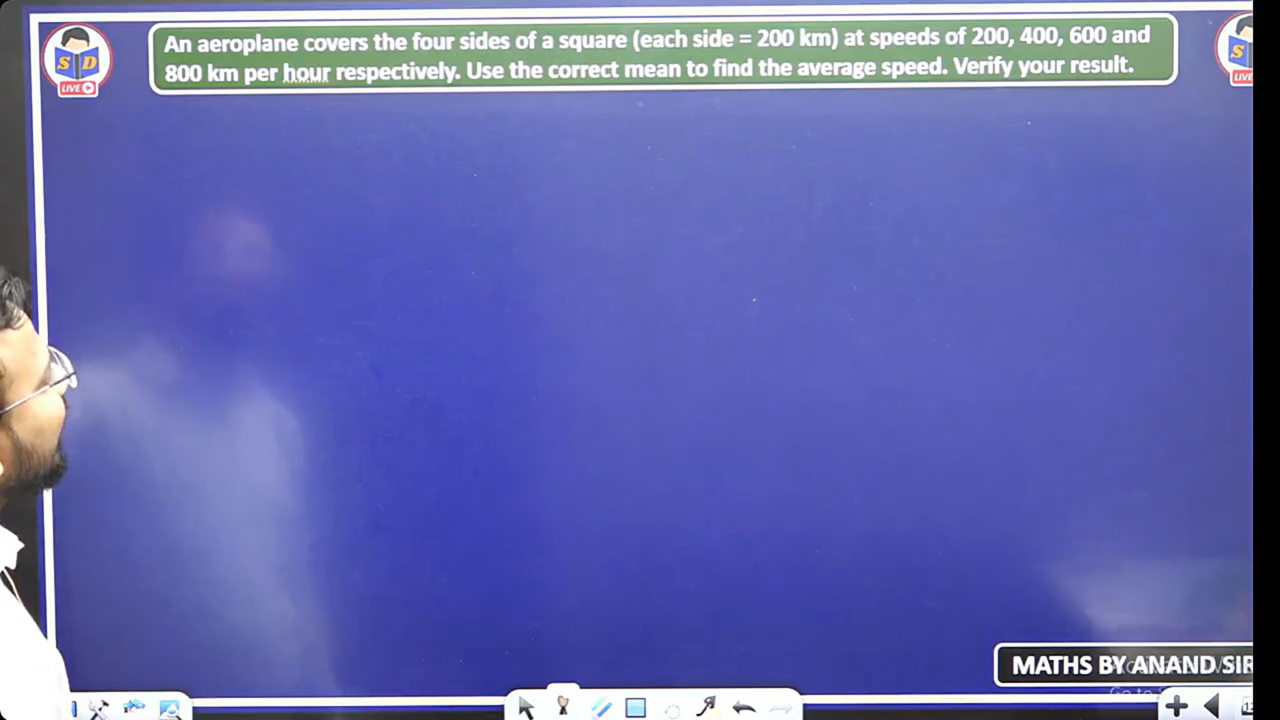 An aeroplane covers the four sides of a square (each side = 200 km) at speeds of 200, 400, 600 and
800 km per hour respectively. Use the correct mean to find the average speed. Verify your result.
S D
LIVE
S
LIVE
MATHS BY ANAND SIR